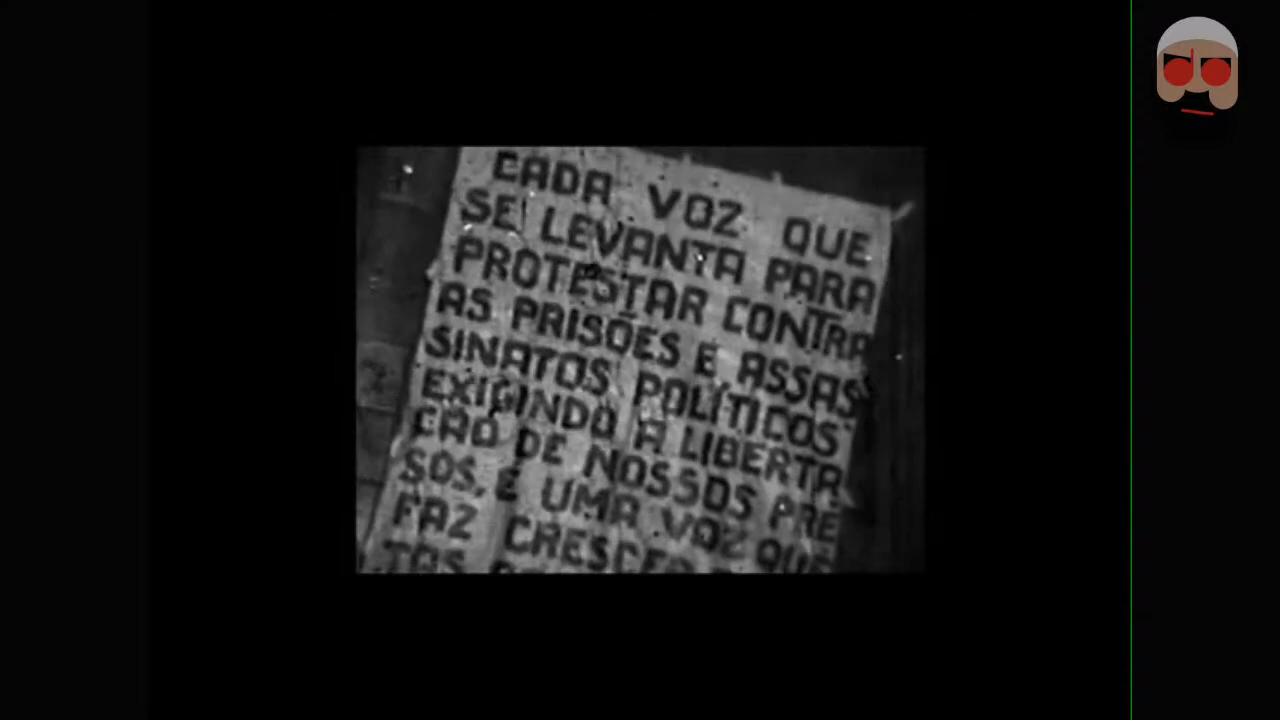 CADA VOZ QUE
SE LEVANTA PARA
PROTESTAR CONTRA
AS PRISÕES E ASSAS
SINATOS POLÍTICOS
EXIGINDO A LIBERTA
ÇÃO DE NOSSOS PRE
SOS, É UMA VOZ QUE
FAZ CRESCER